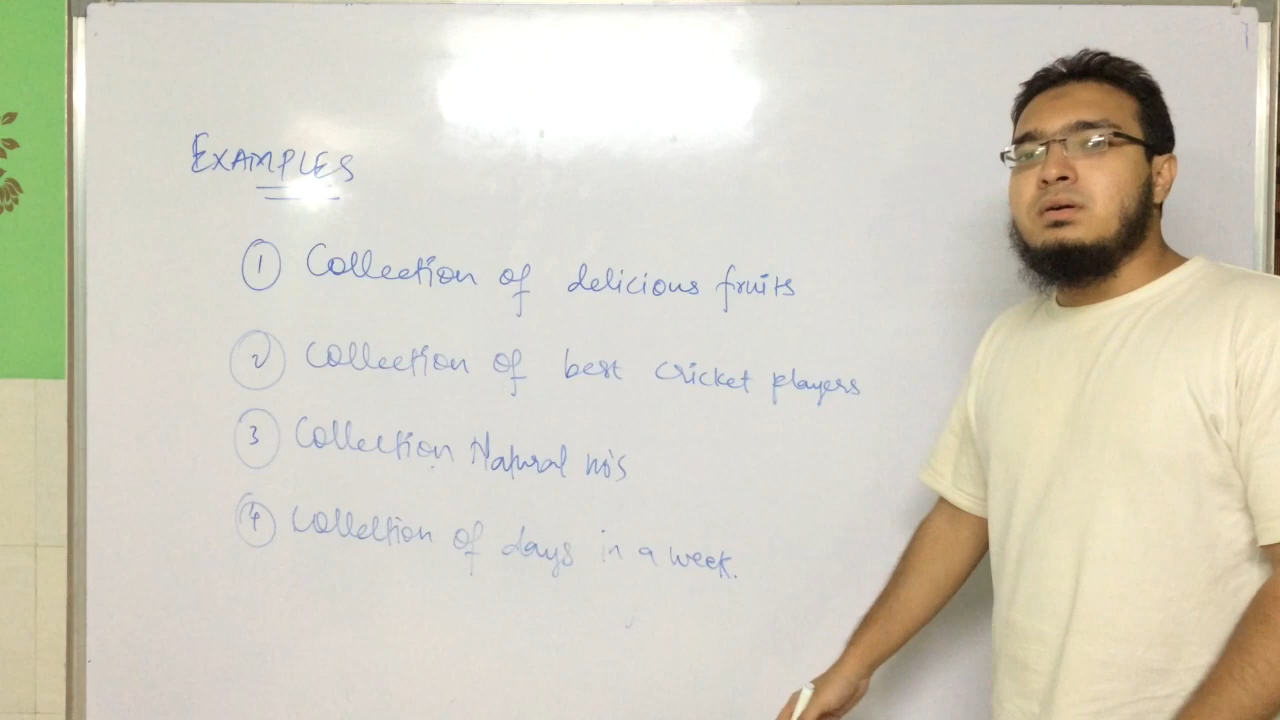 EXAMPLES
1 Collection of delicious fruits
2 Collection of best cricket players
3 Collection Natural no's
4 Collection of days in a week.